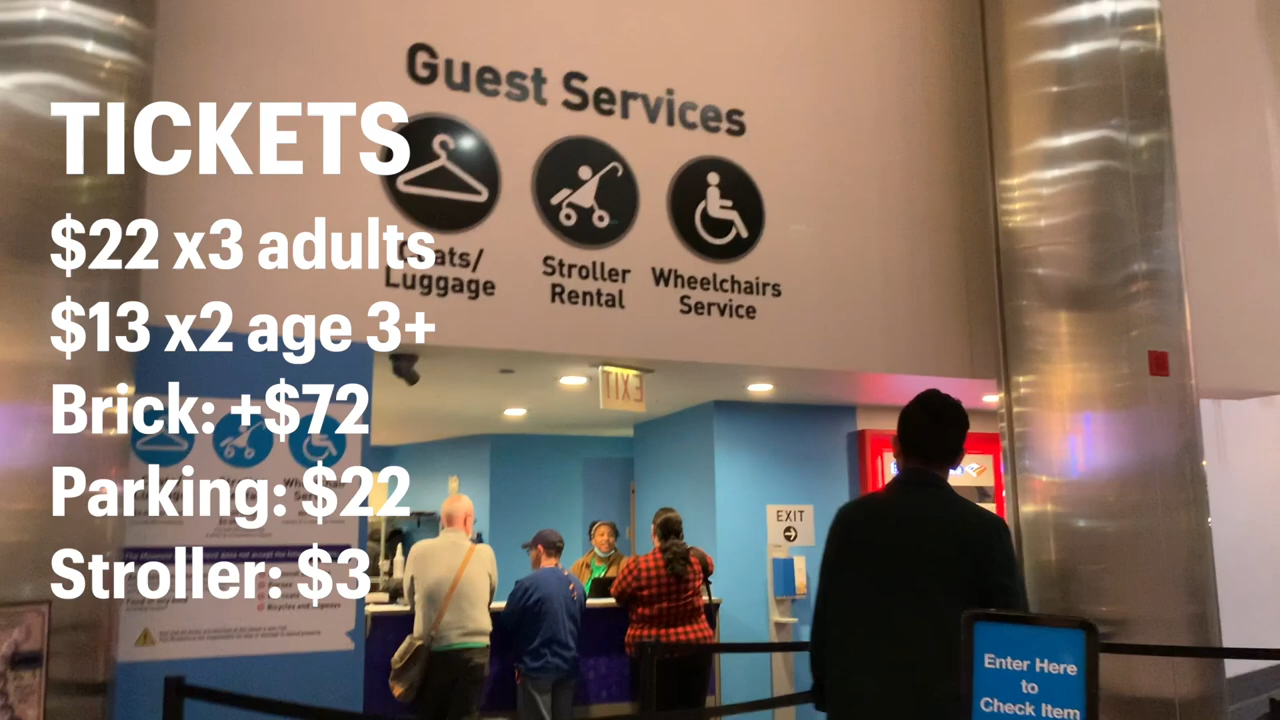 Guest Services
TICKETS
$22 x3 adults
$13 x2 age 3+
Brick: +$72
Parking: $22
Stroller: $3
Coats/
Luggage
Stroller
Rental
Wheelchairs
Service
EXIT
EXIT
Enter Here
to
Check Item